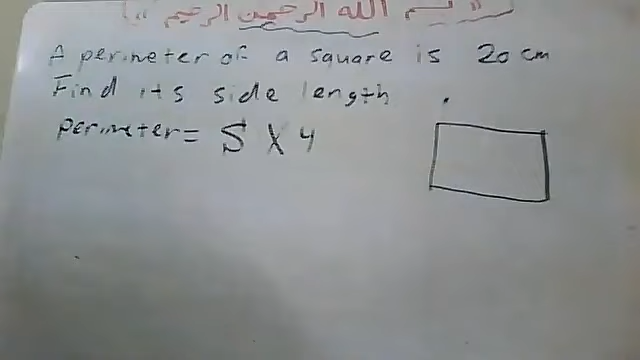 بسم الله الرحمن الرحيم
A perimeter of a square is 20 cm
Find its side length
perimeter = S X 4